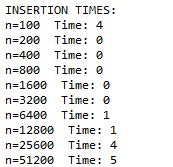 INSERTION TIMES:
n=100  Time: 4
n=200  Time: 0
n=400  Time: 0
n=800  Time: 0
n=1600  Time: 0
n=3200  Time: 0
n=6400  Time: 1
n=12800  Time: 1
n=25600  Time: 4
n=51200  Time: 5